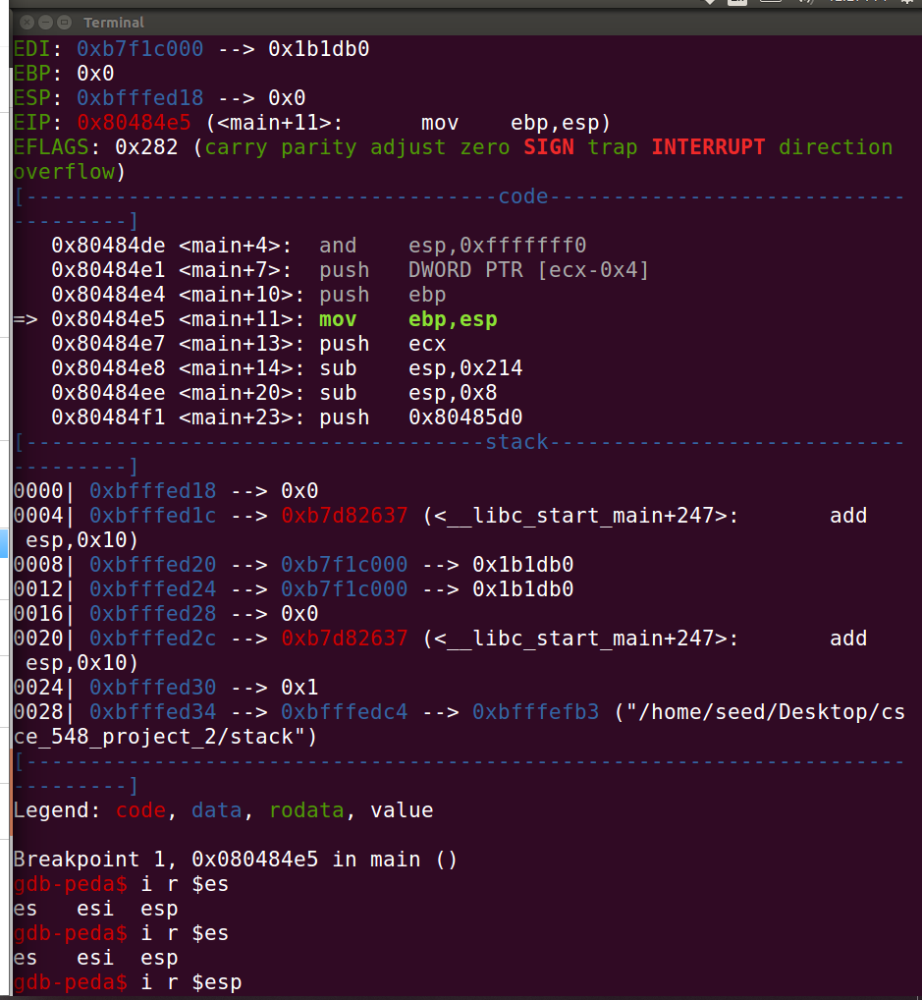 Terminal
EDI: 0xb7f1c000 --> 0x1b1db0
EBP: 0x0
ESP: 0xbfffed18 --> 0x0
EIP: 0x80484e5 (<main+11>:      mov    ebp,esp)
EFLAGS: 0x282 (carry parity adjust zero SIGN trap INTERRUPT direction
overflow)
[-------------------------------------code----------------------------
---------]
   0x80484de <main+4>:  and    esp,0xfffffff0
   0x80484e1 <main+7>:  push   DWORD PTR [ecx-0x4]
   0x80484e4 <main+10>: push   ebp
=> 0x80484e5 <main+11>: mov    ebp,esp
   0x80484e7 <main+13>: push   ecx
   0x80484e8 <main+14>: sub    esp,0x214
   0x80484ee <main+20>: sub    esp,0x8
   0x80484f1 <main+23>: push   0x80485d0
[------------------------------------stack----------------------------
---------]
0000| 0xbfffed18 --> 0x0
0004| 0xbfffed1c --> 0xb7d82637 (<__libc_start_main+247>:       add
 esp,0x10)
0008| 0xbfffed20 --> 0xb7f1c000 --> 0x1b1db0
0012| 0xbfffed24 --> 0xb7f1c000 --> 0x1b1db0
0016| 0xbfffed28 --> 0x0
0020| 0xbfffed2c --> 0xb7d82637 (<__libc_start_main+247>:       add
 esp,0x10)
0024| 0xbfffed30 --> 0x1
0028| 0xbfffed34 --> 0xbfffedc4 --> 0xbfffefb3 ("/home/seed/Desktop/cs
ce_548_project_2/stack")
[---------------------------------------------------------------------
---------]
Legend: code, data, rodata, value

Breakpoint 1, 0x080484e5 in main ()
gdb-peda$ i r $es
es   esi  esp
gdb-peda$ i r $es
es   esi  esp
gdb-peda$ i r $esp